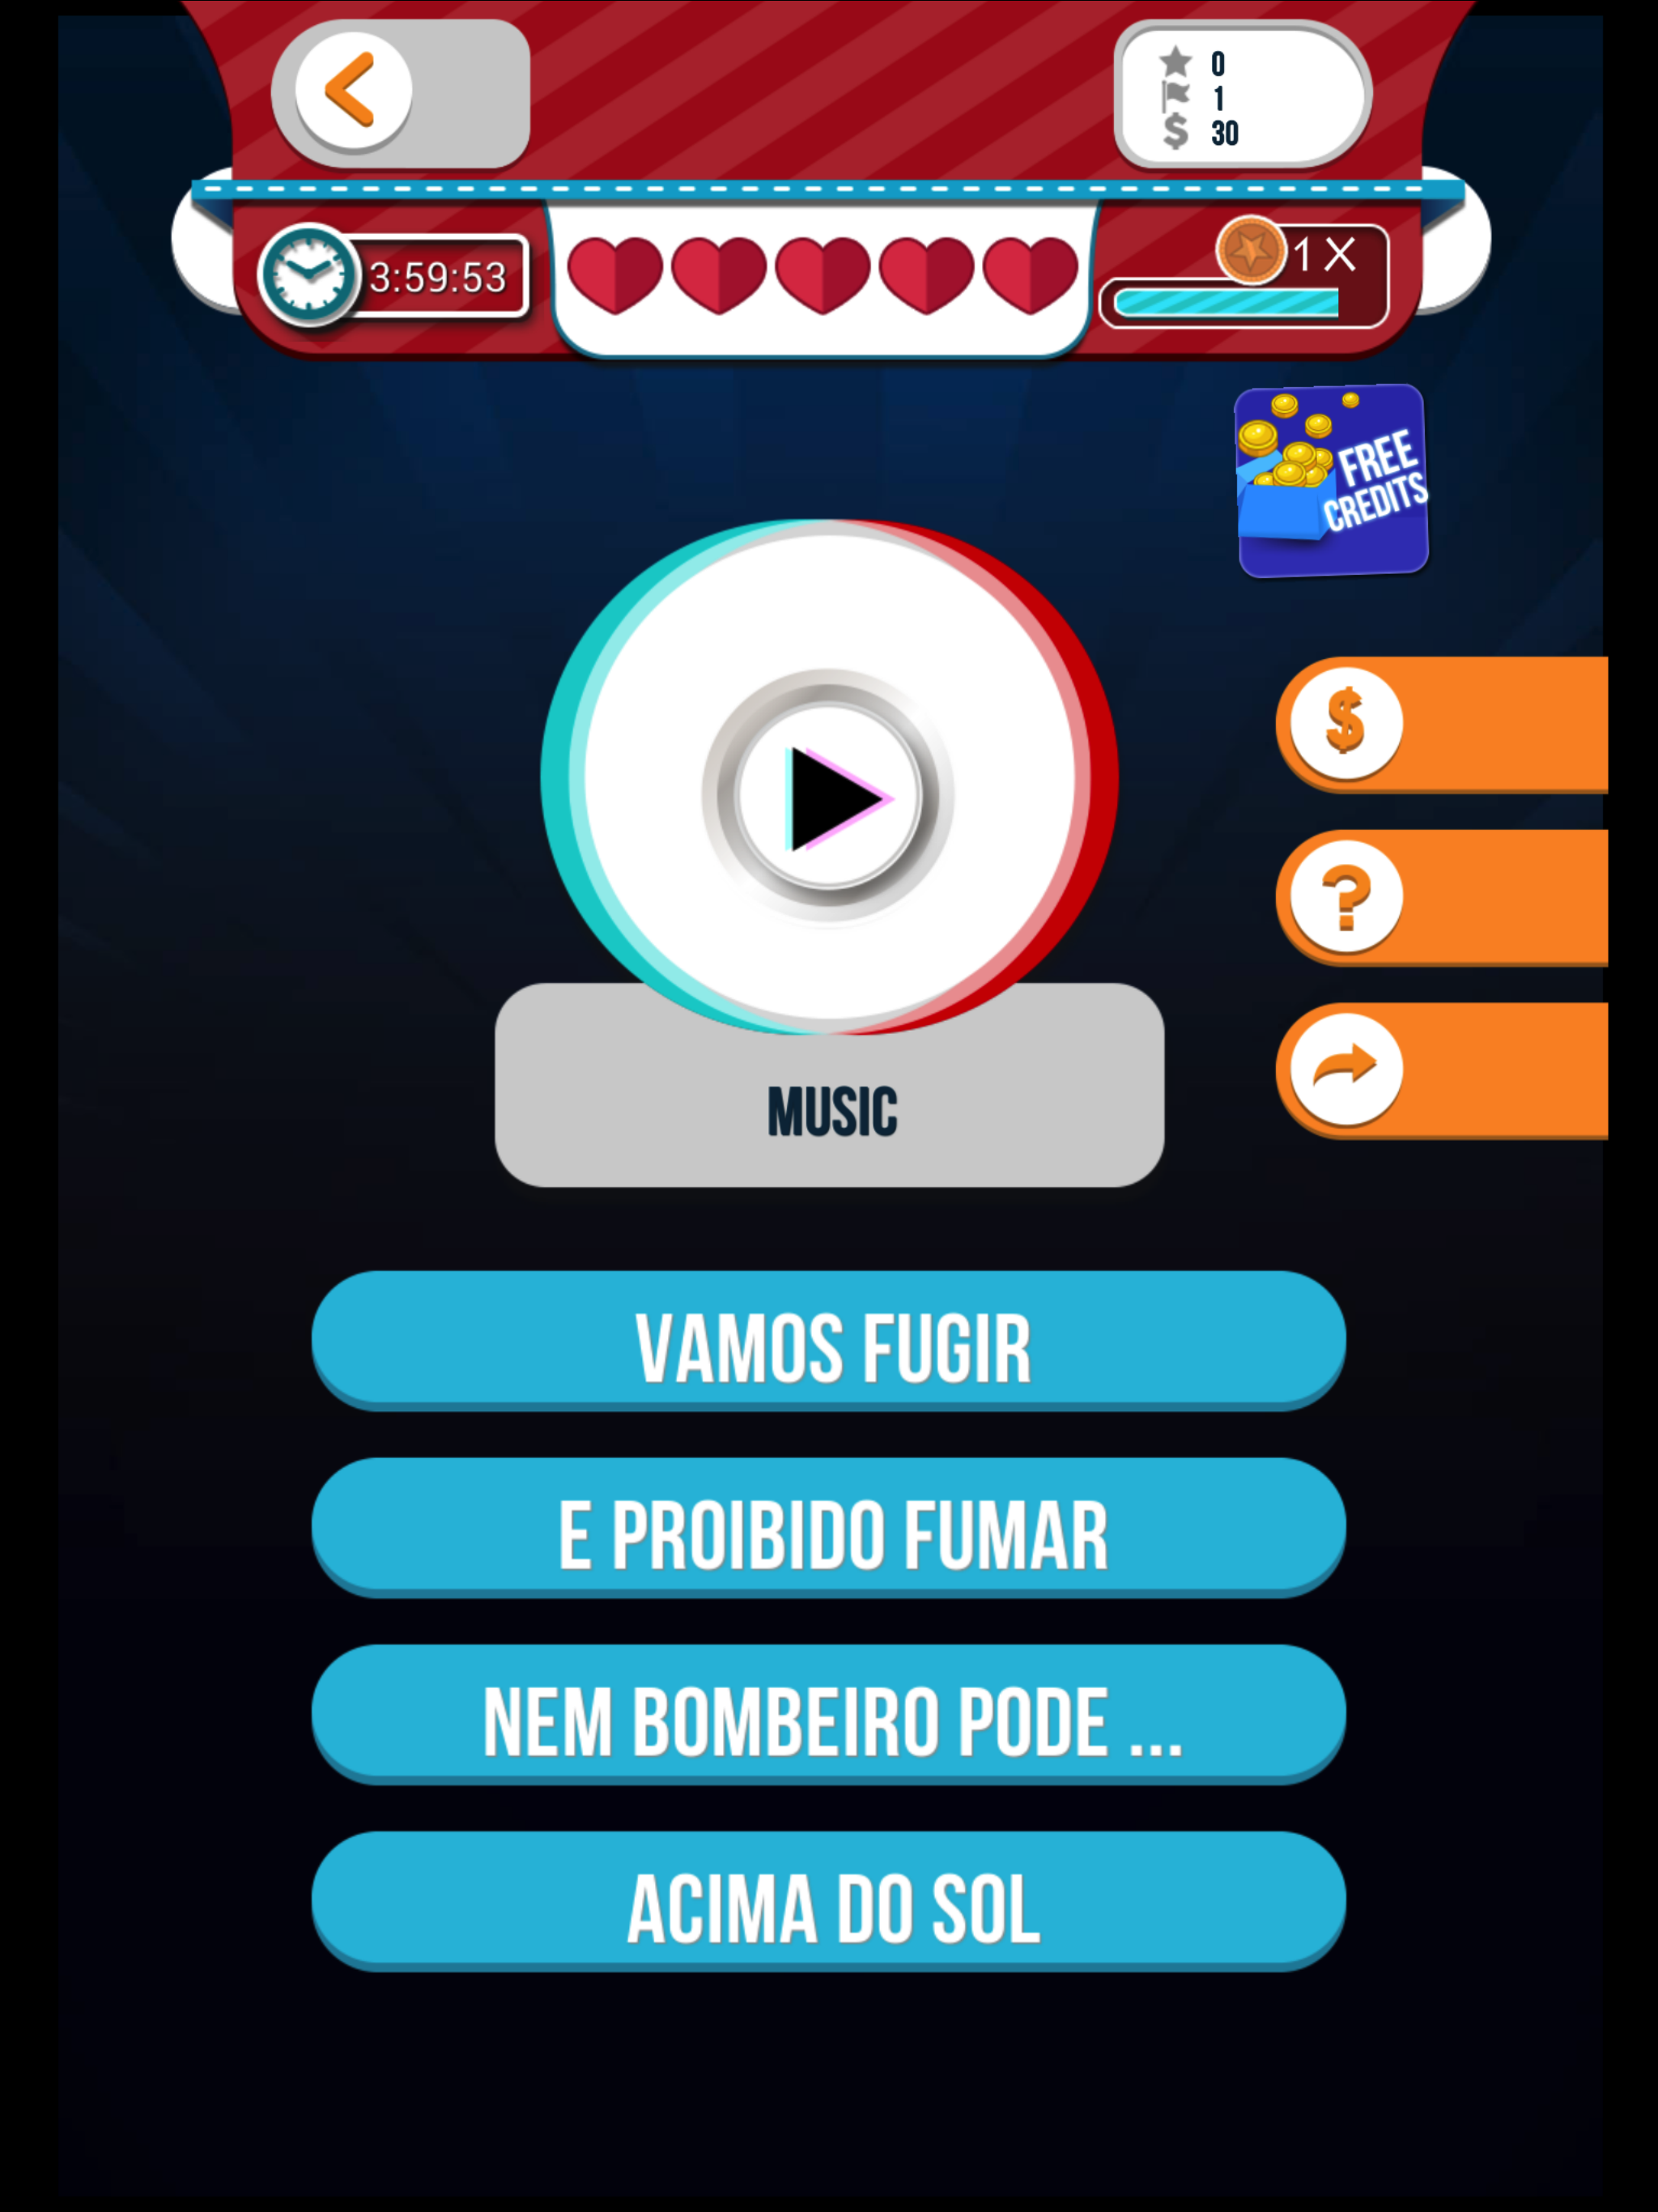 0
1
$ 30
3:59:53
1 X
FREE
CREDITS
$
?
MUSIC
VAMOS FUGIR
E PROIBIDO FUMAR
NEM BOMBEIRO PODE ...
ACIMA DO SOL